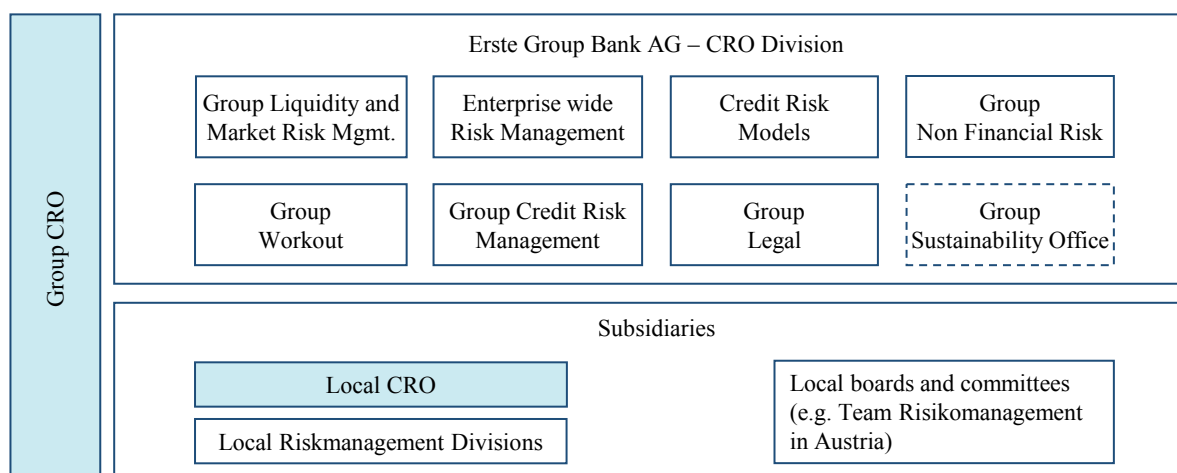 Group CRO
Erste Group Bank AG – CRO Division
Group Liquidity and
Market Risk Mgmt.
Enterprise wide
Risk Management
Credit Risk
Models
Group
Non Financial Risk
Group
Workout
Group Credit Risk
Management
Group
Legal
Group
Sustainability Office
Subsidiaries
Local CRO
Local Riskmanagement Divisions
Local boards and committees
(e.g. Team Risikomanagement
in Austria)